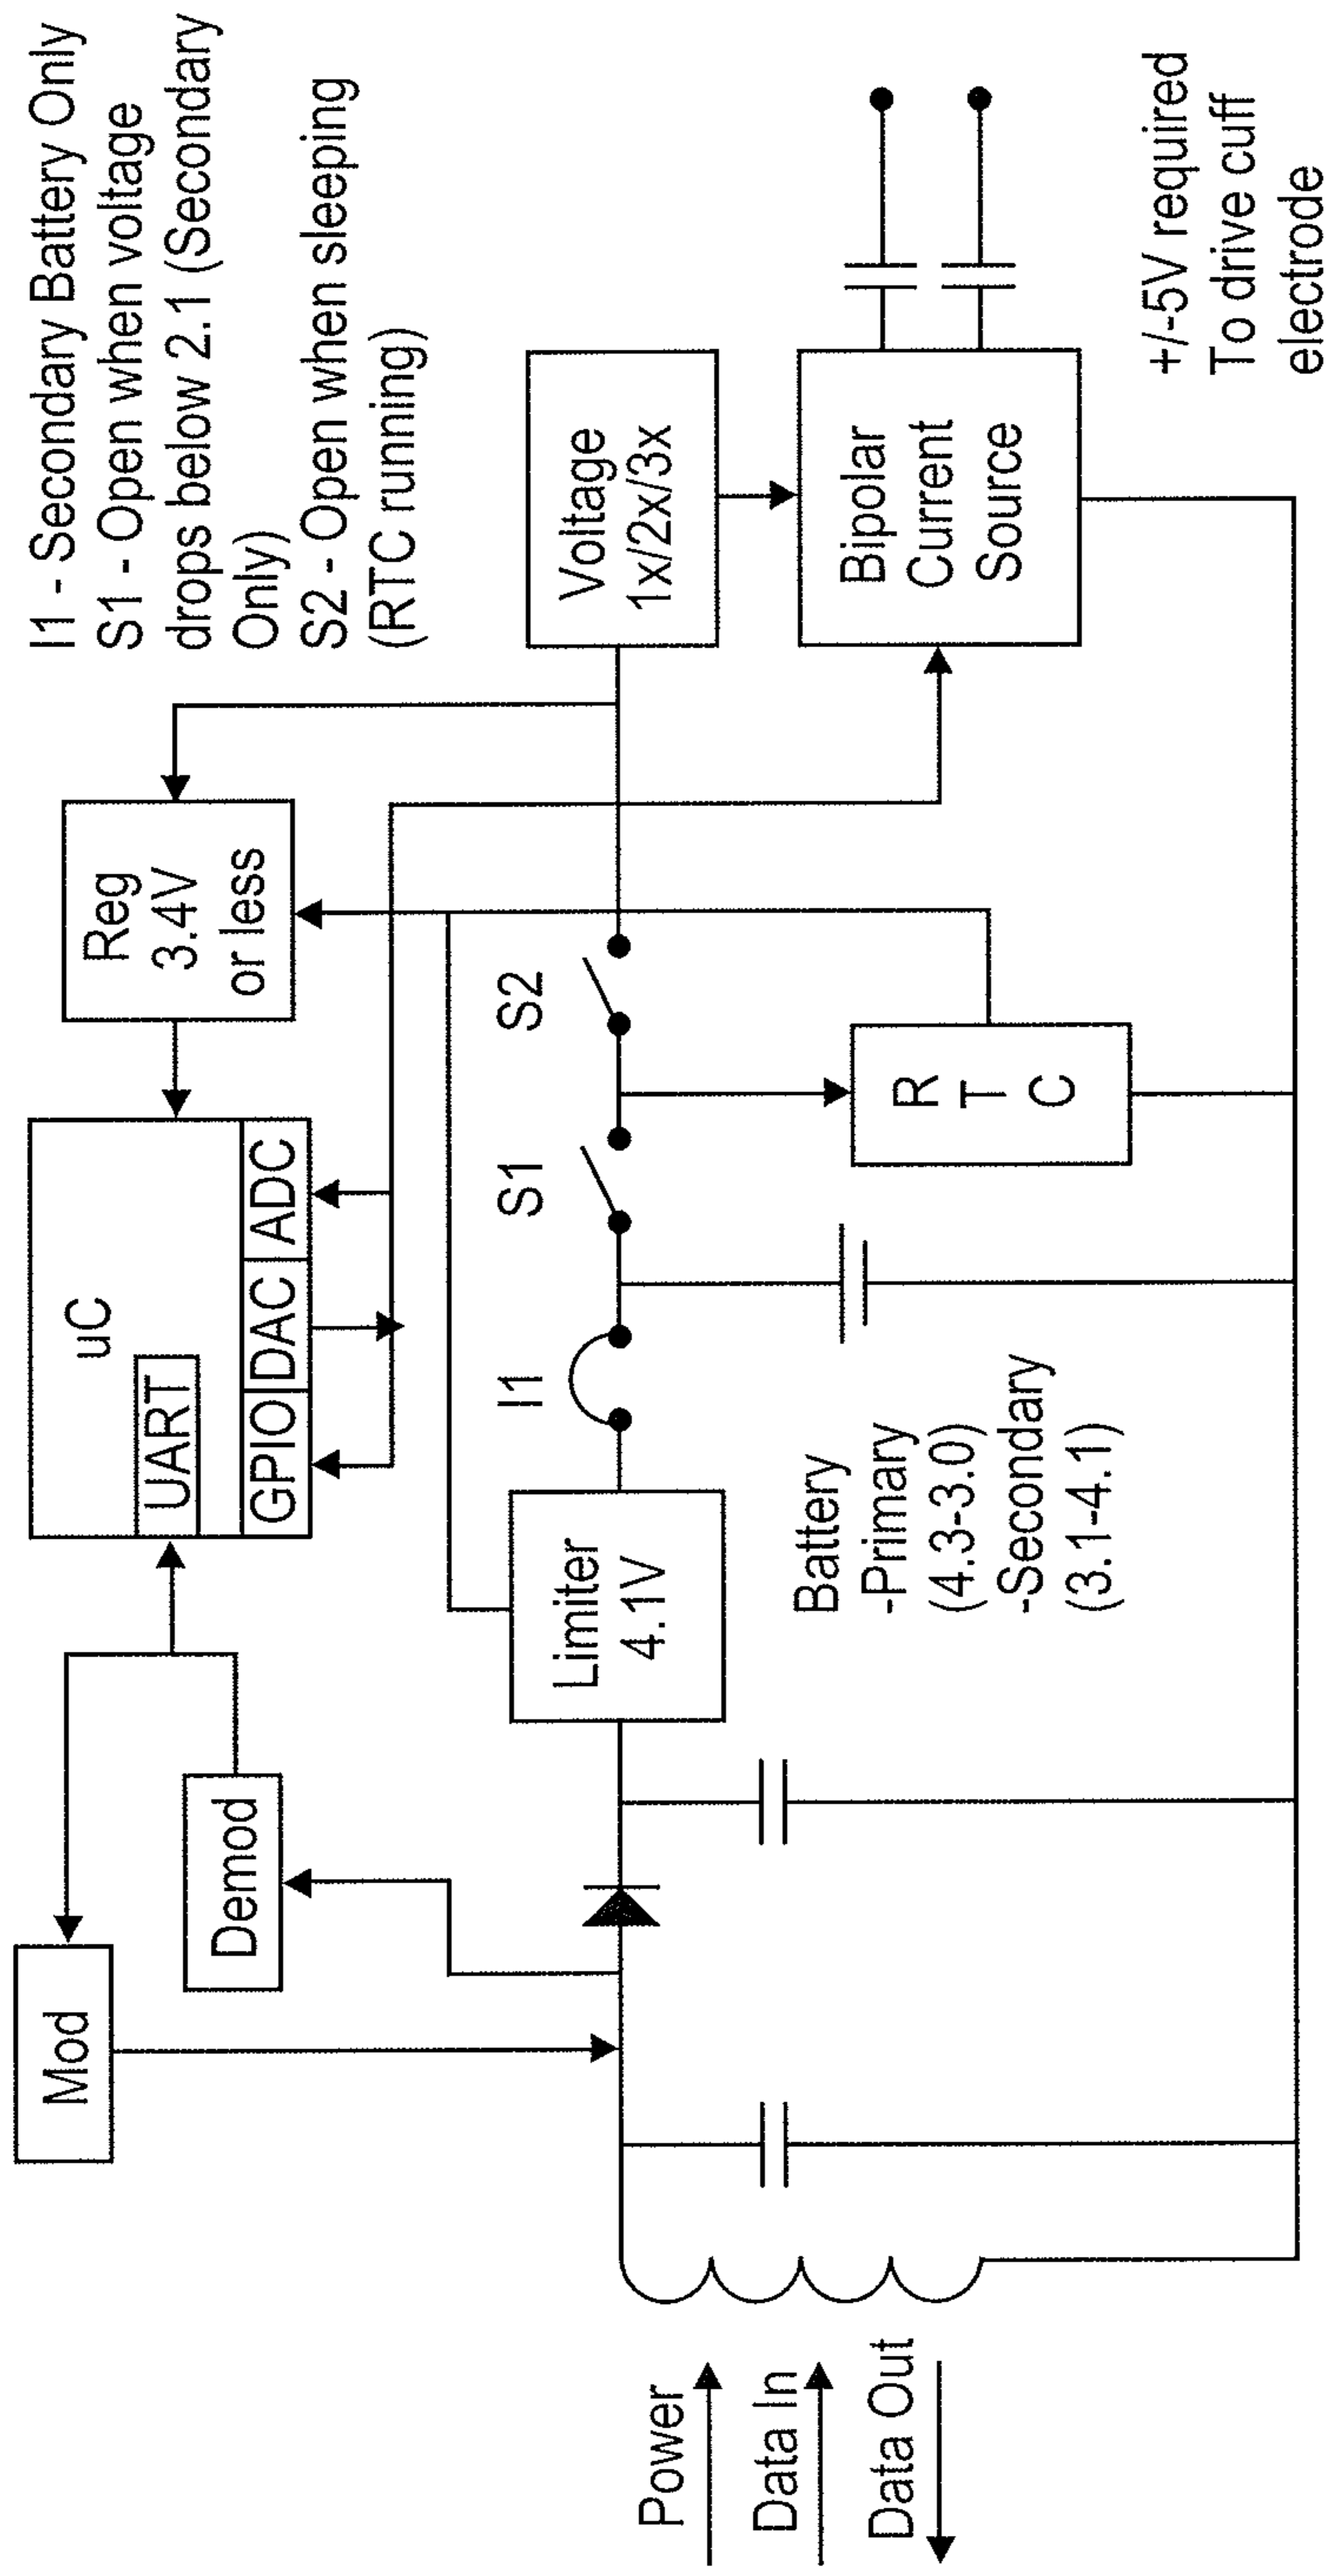 I1 - Secondary Battery Only
S1 - Open when voltage
drops below 2.1 (Secondary
Only)
S2 - Open when sleeping
(RTC running)
Mod
Demod
uC
UART
GPIO
DAC
ADC
Reg
3.4V
or less
Power
Data In
Data Out
Limiter
4.1V
I1
S1
S2
Voltage
1x/2x/3x
Battery
-Primary
(4.3-3.0)
-Secondary
(3.1-4.1)
R
T
C
Bipolar
Current
Source
+/-5V required
To drive cuff
electrode